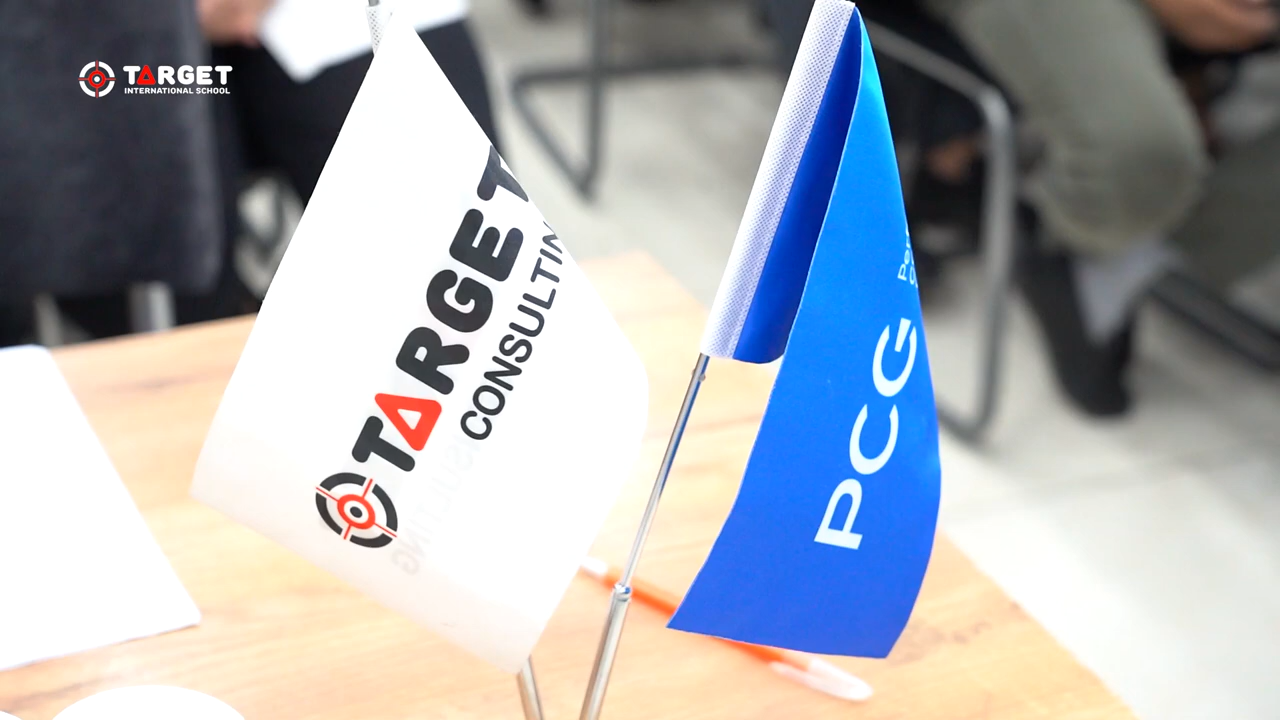 TARGET
INTERNATIONAL SCHOOL
TARGET
CONSULTIN
PCG